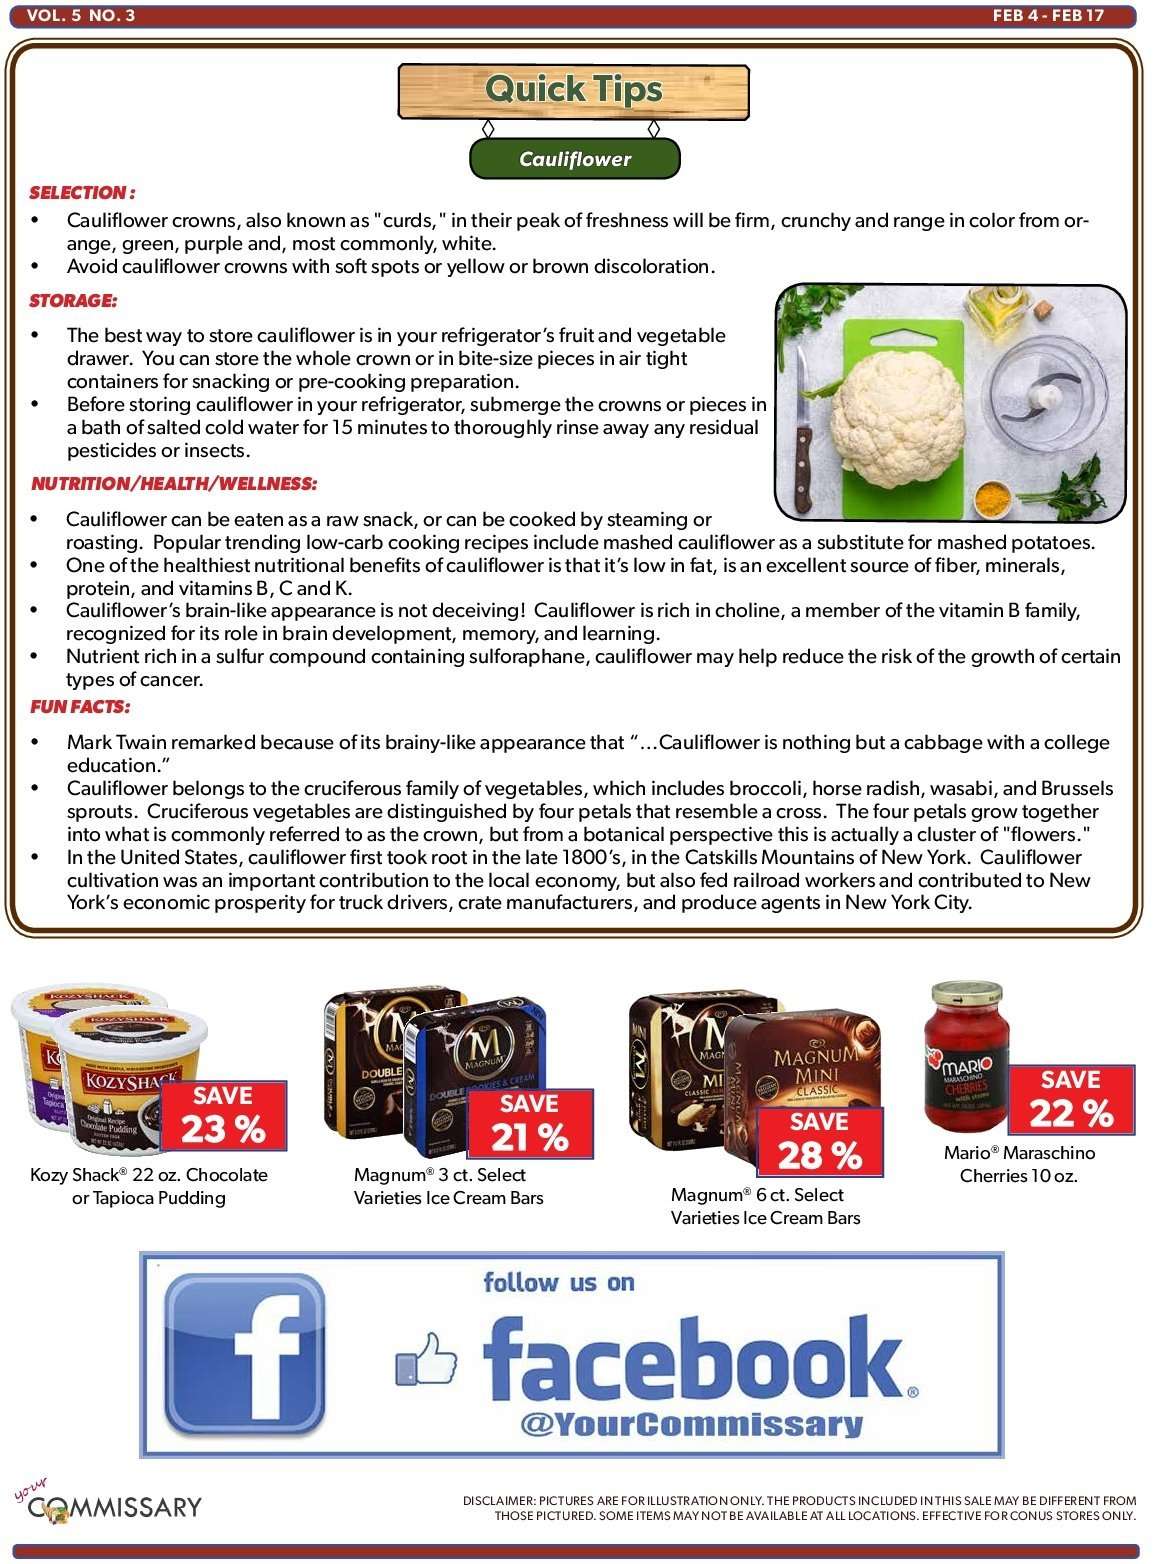 VOL. 5  NO. 3
FEB 4 - FEB 17
Quick Tips
Cauliflower
SELECTION :
• Cauliflower crowns, also known as "curds," in their peak of freshness will be firm, crunchy and range in color from or-
ange, green, purple and, most commonly, white.
• Avoid cauliflower crowns with soft spots or yellow or brown discoloration.
STORAGE:
• The best way to store cauliflower is in your refrigerator’s fruit and vegetable
drawer.  You can store the whole crown or in bite-size pieces in air tight
containers for snacking or pre-cooking preparation.
• Before storing cauliflower in your refrigerator, submerge the crowns or pieces in
a bath of salted cold water for 15 minutes to thoroughly rinse away any residual
pesticides or insects.
NUTRITION/HEALTH/WELLNESS:
• Cauliflower can be eaten as a raw snack, or can be cooked by steaming or
roasting.  Popular trending low-carb cooking recipes include mashed cauliflower as a substitute for mashed potatoes.
• One of the healthiest nutritional benefits of cauliflower is that it’s low in fat, is an excellent source of fiber, minerals,
protein, and vitamins B, C and K.
• Cauliflower’s brain-like appearance is not deceiving!  Cauliflower is rich in choline, a member of the vitamin B family,
recognized for its role in brain development, memory, and learning.
• Nutrient rich in a sulfur compound containing sulforaphane, cauliflower may help reduce the risk of the growth of certain
types of cancer.
FUN FACTS:
• Mark Twain remarked because of its brainy-like appearance that “…Cauliflower is nothing but a cabbage with a college
education.”
• Cauliflower belongs to the cruciferous family of vegetables, which includes broccoli, horse radish, wasabi, and Brussels
sprouts.  Cruciferous vegetables are distinguished by four petals that resemble a cross.  The four petals grow together
into what is commonly referred to as the crown, but from a botanical perspective this is actually a cluster of "flowers."
• In the United States, cauliflower first took root in the late 1800’s, in the Catskills Mountains of New York.  Cauliflower
cultivation was an important contribution to the local economy, but also fed railroad workers and contributed to New
York’s economic prosperity for truck drivers, crate manufacturers, and produce agents in New York City.
KOZYSHACK
KOZYSHACK
KOZYSHACK
Original Recipe
Chocolate Pudding
SAVE
23 %
Kozy Shack® 22 oz. Chocolate
or Tapioca Pudding
M
DOUBLE
M
MAGNUM
DOUBLE COOKIES & CREAM
SAVE
21 %
Magnum® 3 ct. Select
Varieties Ice Cream Bars
MINI
M
CLASSIC
MAGNUM
MINI
CLASSIC
SAVE
28 %
Magnum® 6 ct. Select
Varieties Ice Cream Bars
MARIO
MARASCHINO
CHERRIES
with stems
SAVE
22 %
Mario® Maraschino
Cherries 10 oz.
f
follow us on
facebook®
@YourCommissary
your
COMMISSARY
DISCLAIMER: PICTURES ARE FOR ILLUSTRATION ONLY. THE PRODUCTS INCLUDED IN THIS SALE MAY BE DIFFERENT FROM
THOSE PICTURED. SOME ITEMS MAY NOT BE AVAILABLE AT ALL LOCATIONS. EFFECTIVE FOR CONUS STORES ONLY.